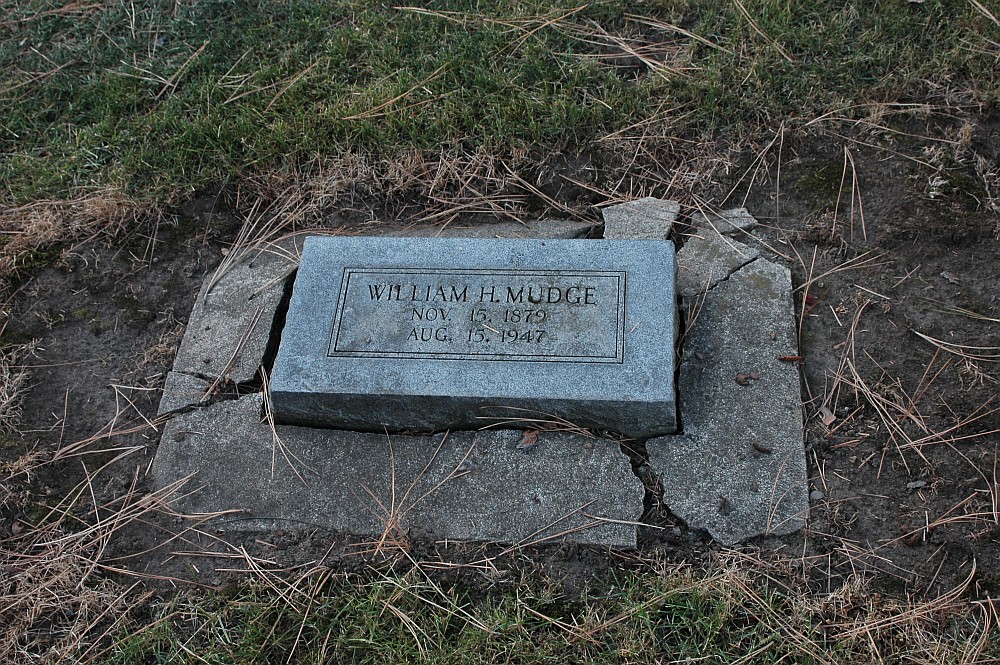 WILLIAM H. MUDGE
NOV. 15, 1879
AUG. 15, 1947